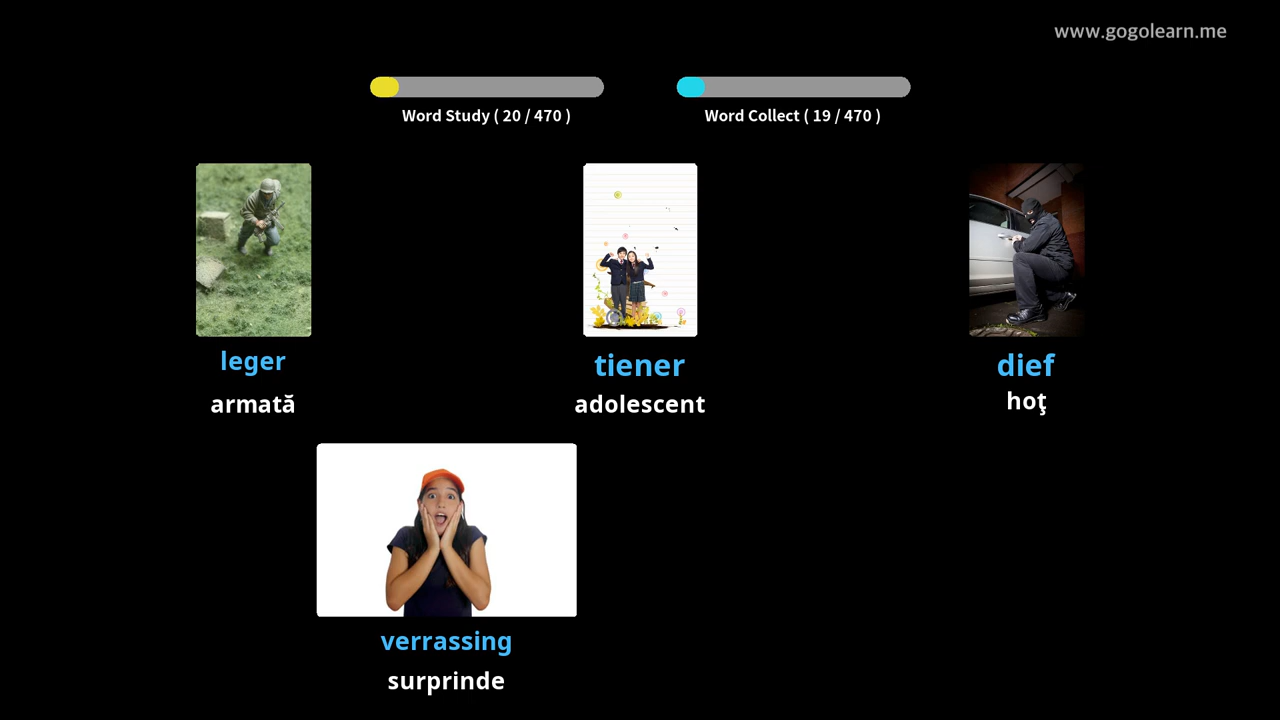 www.gogolearn.me
Word Study ( 20 / 470 )
Word Collect ( 19 / 470 )
leger
tiener
dief
armată
adolescent
hoţ
verrassing
surprinde